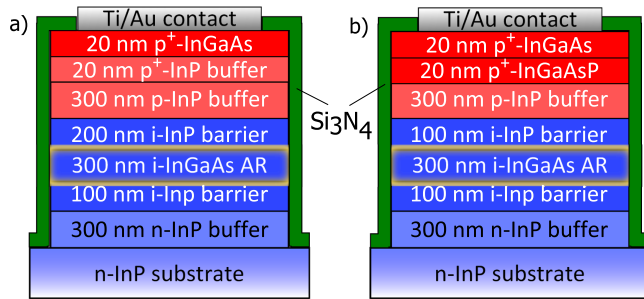 a)
Ti/Au contact
20 nm p⁺-InGaAs
20 nm p⁺-InP buffer
300 nm p-InP buffer
200 nm i-InP barrier
300 nm i-InGaAs AR
100 nm i-Inp barrier
300 nm n-InP buffer
n-InP substrate
Si₃N₄
b)
Ti/Au contact
20 nm p⁺-InGaAs
20 nm p⁺-InGaAsP
300 nm p-InP buffer
100 nm i-InP barrier
300 nm i-InGaAs AR
100 nm i-Inp barrier
300 nm n-InP buffer
n-InP substrate